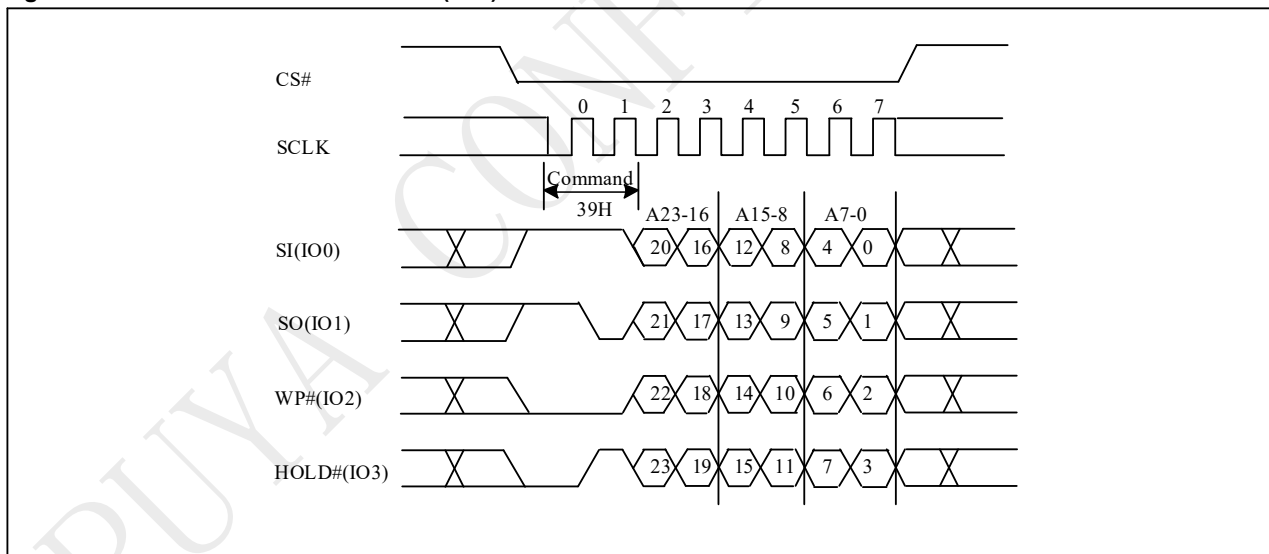 PUYA CONF
CS#
0 1 2 3 4 5 6 7
SCLK
Command
39H
A23-16 A15-8 A7-0
SI(IO0)
20 16 12 8 4 0
SO(IO1)
21 17 13 9 5 1
WP#(IO2)
22 18 14 10 6 2
HOLD#(IO3)
23 19 15 11 7 3